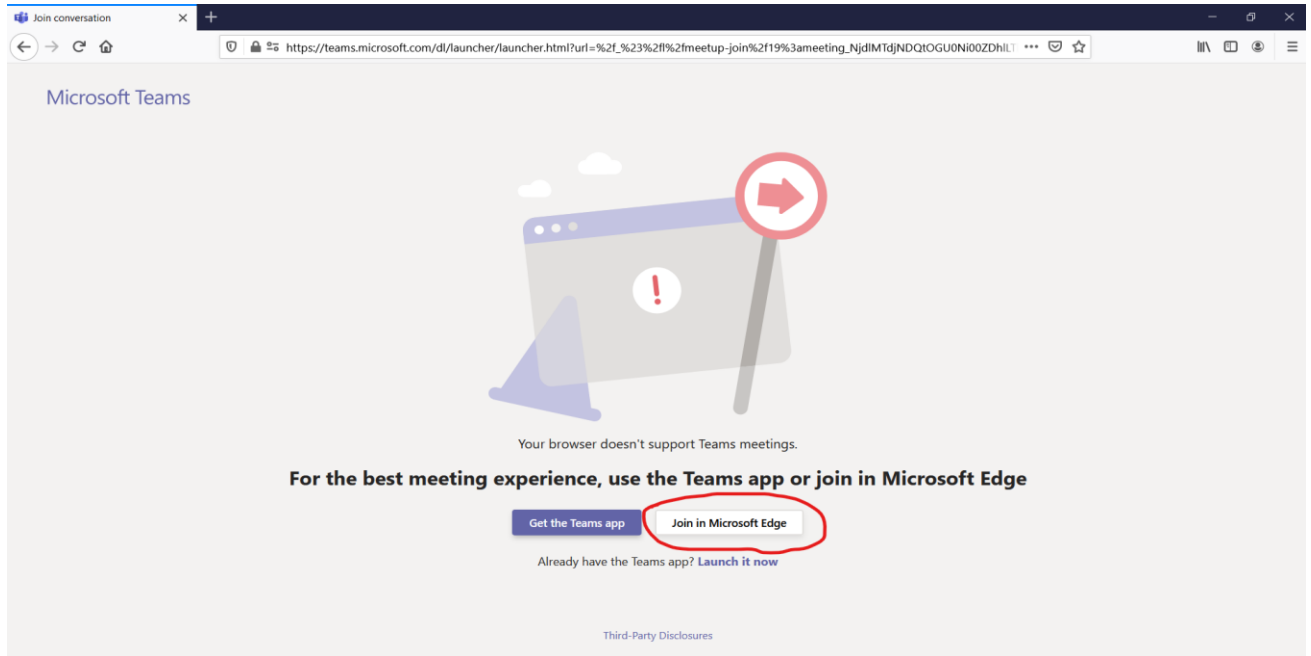 Join conversation
https://teams.microsoft.com/dl/launcher/launcher.html?url=%2f_%23%2fl%2fmeetup-join%2f19%3ameeting_NjdlMTdjNDQtOGU0Ni00ZDhlLT
Microsoft Teams
!
Your browser doesn't support Teams meetings.
For the best meeting experience, use the Teams app or join in Microsoft Edge
Get the Teams app Join in Microsoft Edge
Already have the Teams app? Launch it now
Third-Party Disclosures